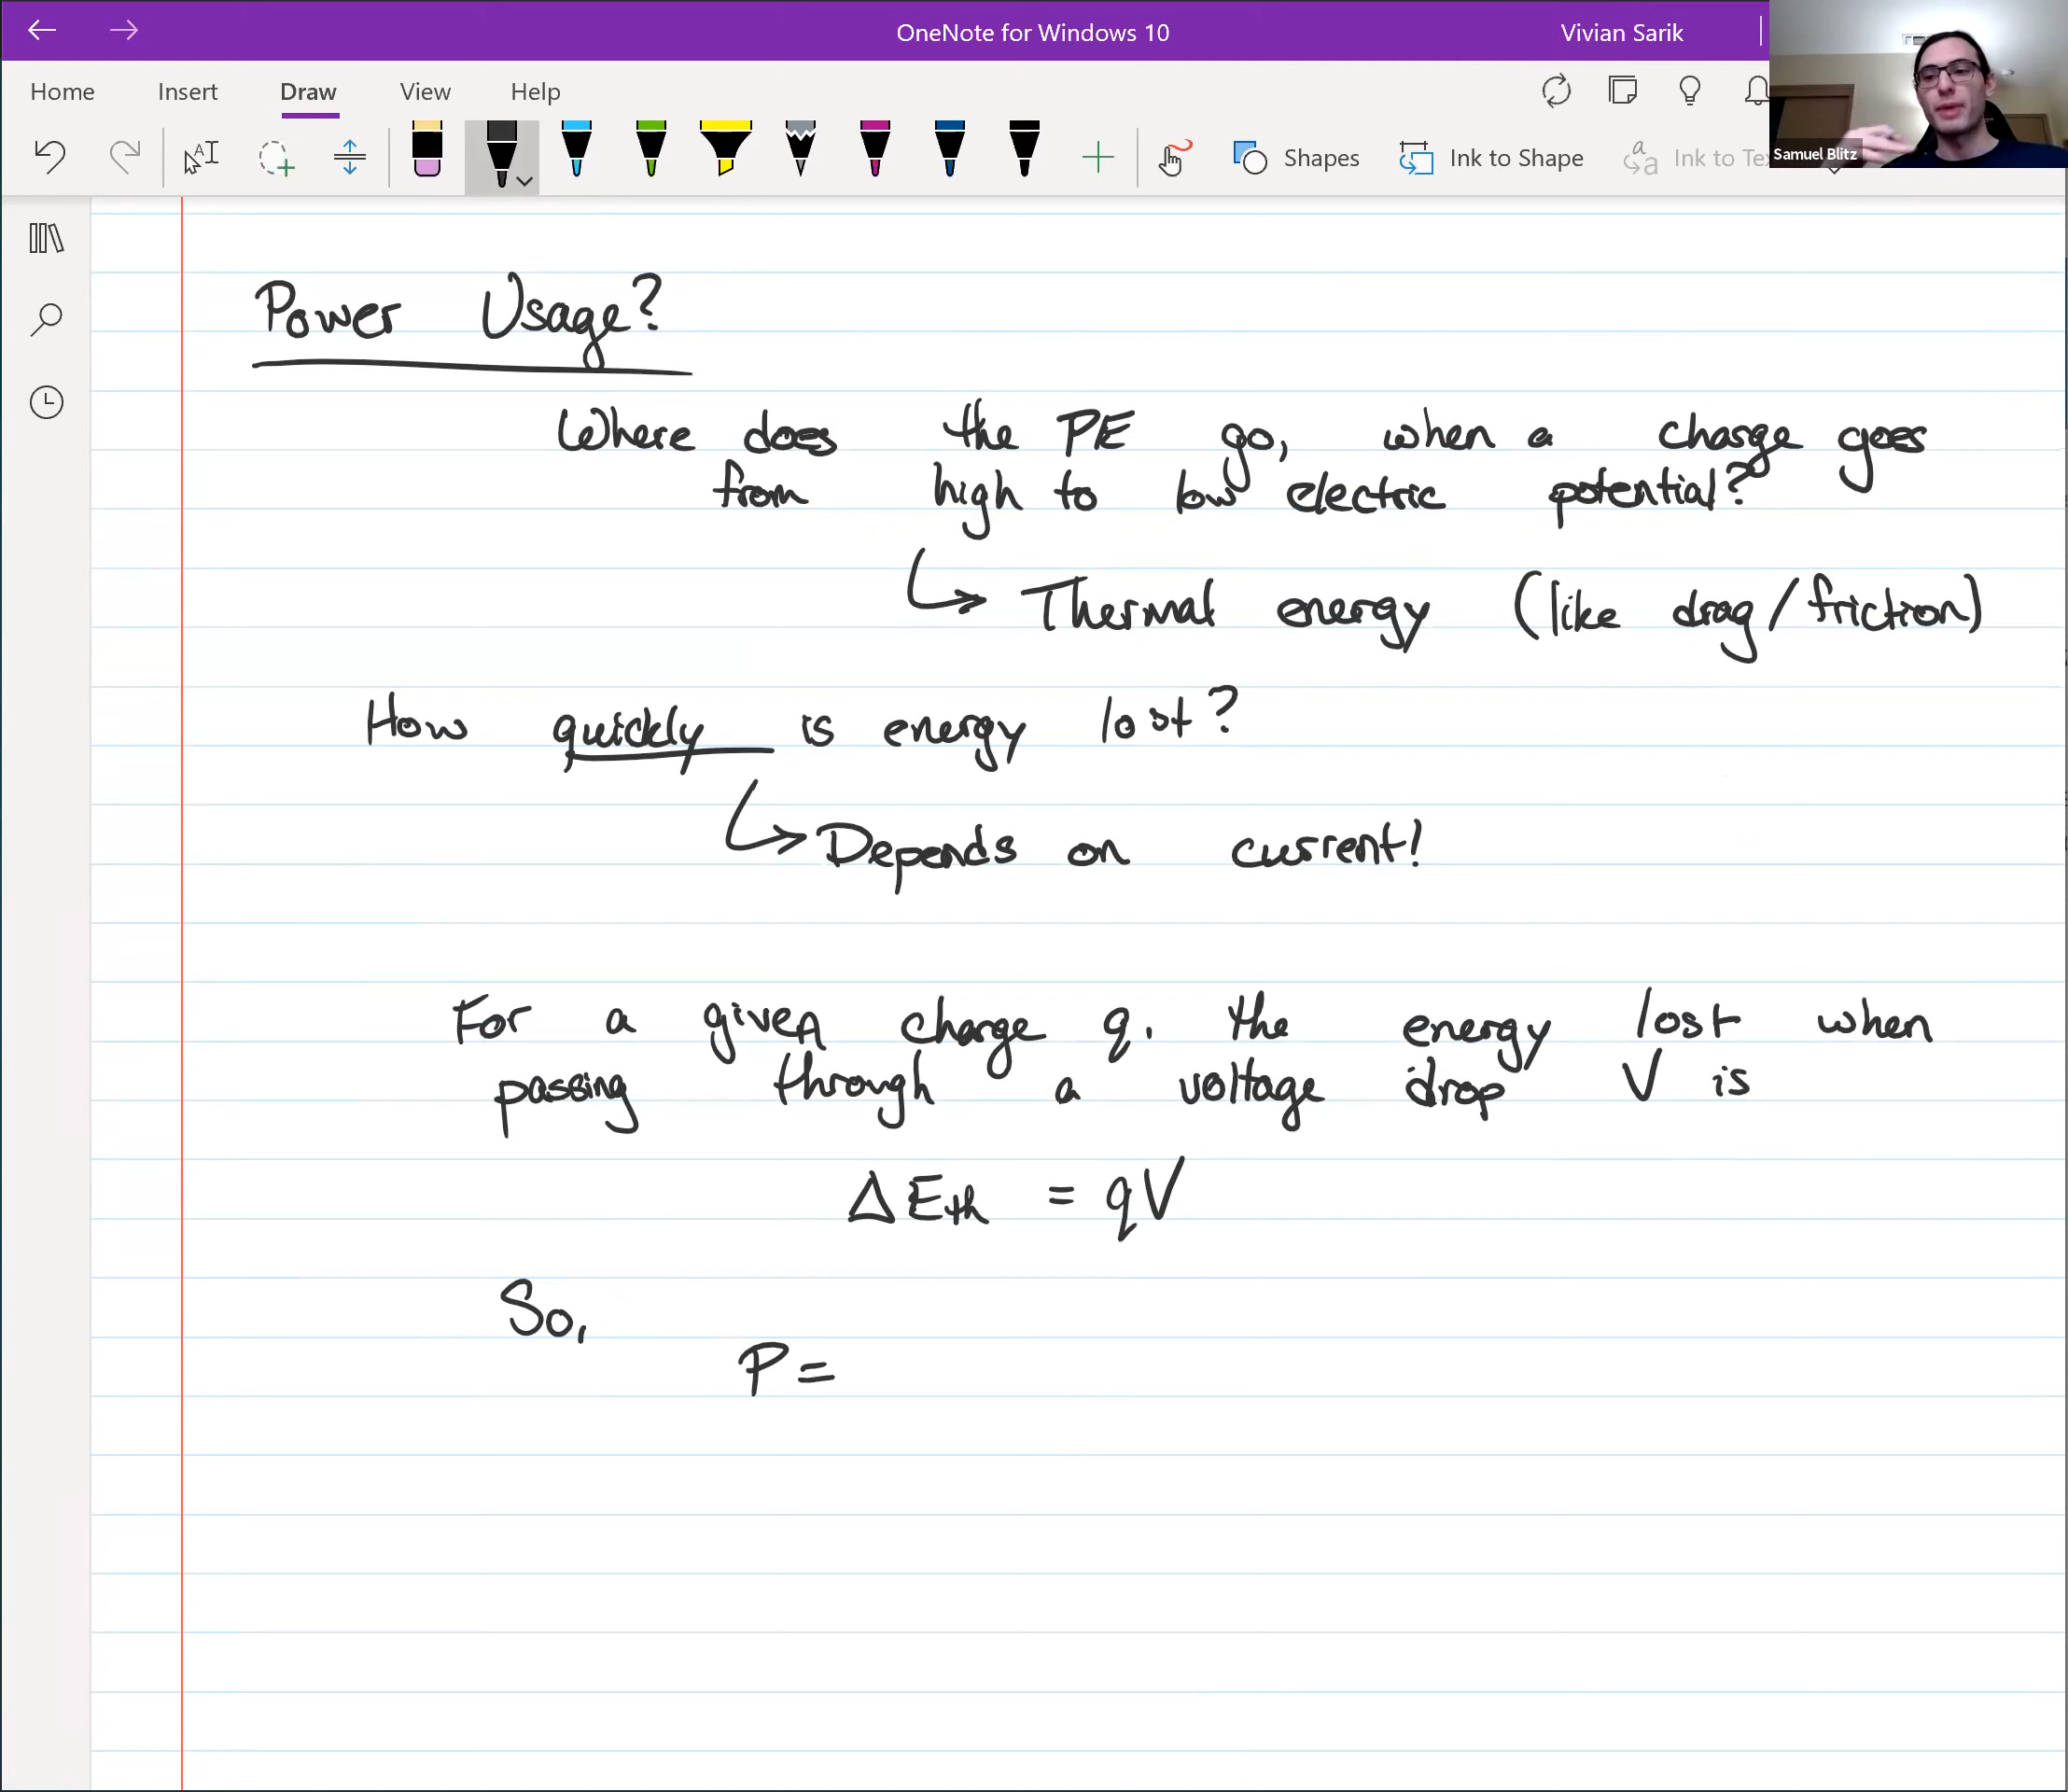 OneNote for Windows 10
Vivian Sarik
Home Insert Draw View Help
Shapes Ink to Shape Ink to Te
Samuel Blitz
Power Usage?
Where does the PE go, when a charge goes
from high to low electric potential?
Thermal energy (like drag/friction)
How quickly is energy lost?
Depends on current!
For a given charge q, the energy lost when
passing through a voltage drop V is
ΔEth = qV
So,
P=